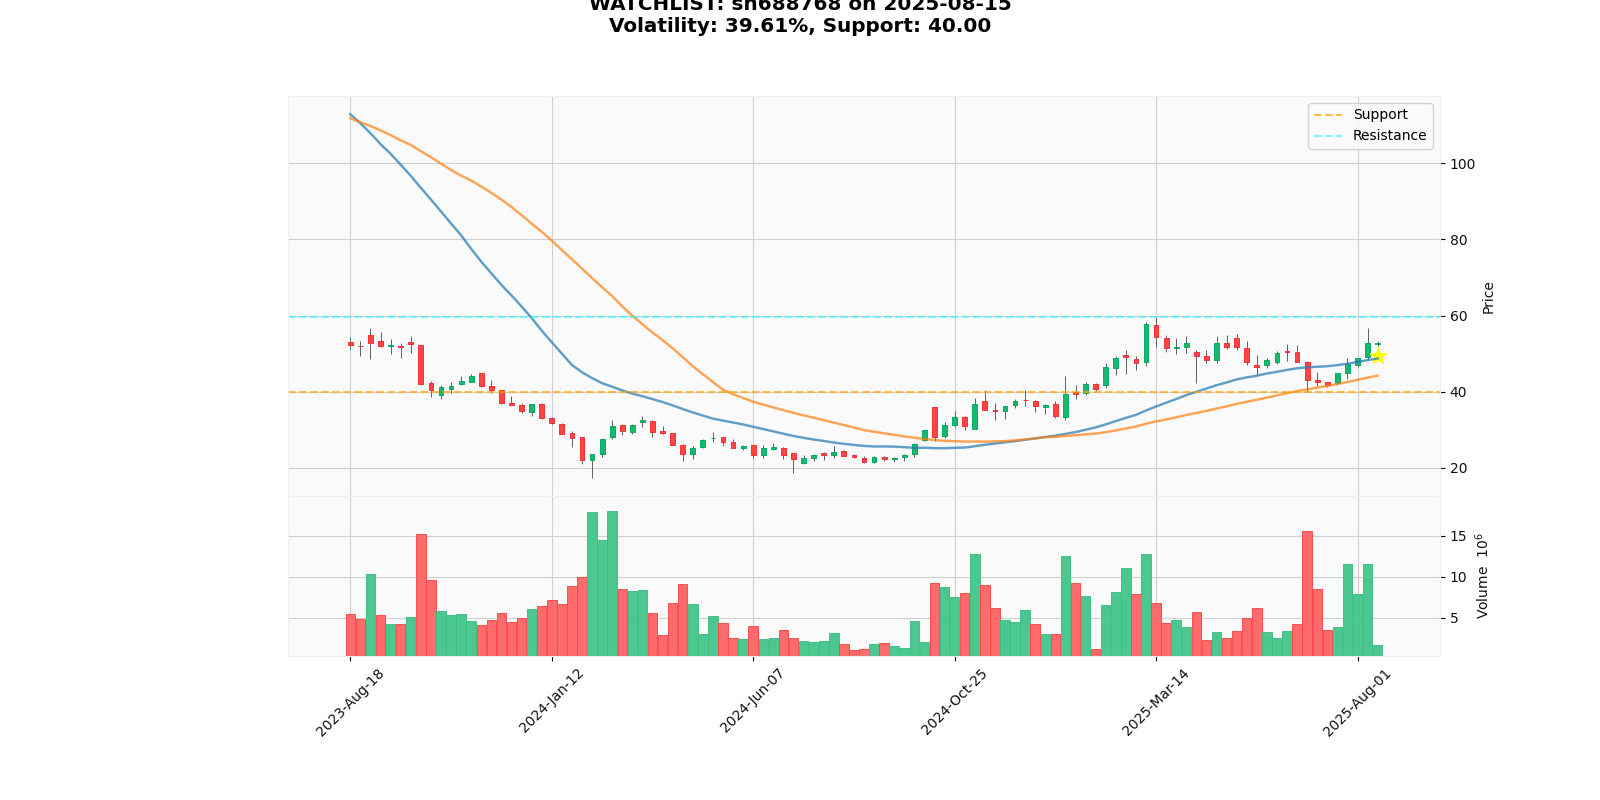 WATCHLIST: sh688768 on 2025-08-15
Volatility: 39.61%, Support: 40.00
Support
Resistance
100
80
60
40
20
Price
15
10
5
Volume 10^6
2023-Aug-18
2024-Jan-12
2024-Jun-07
2024-Oct-25
2025-Mar-14
2025-Aug-01